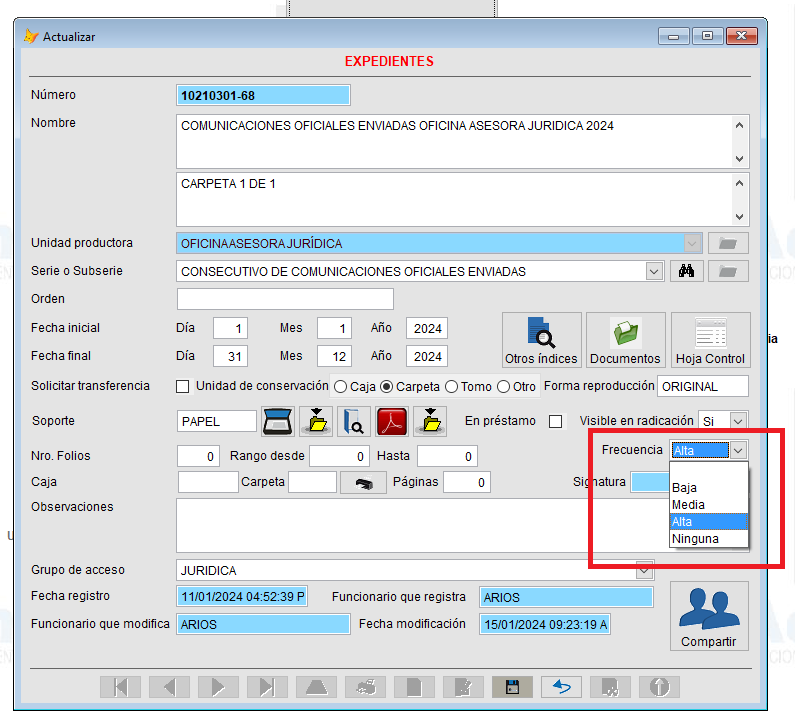 Actualizar
EXPEDIENTES
Número 10210301-68
Nombre COMUNICACIONES OFICIALES ENVIADAS OFICINA ASESORA JURIDICA 2024
CARPETA 1 DE 1
Unidad productora OFICINA ASESORA JURÍDICA
Serie o Subserie CONSECUTIVO DE COMUNICACIONES OFICIALES ENVIADAS
Orden
Fecha inicial Día 1 Mes 1 Año 2024
Fecha final Día 31 Mes 12 Año 2024
Otros índices Documentos Hoja Control
Solicitar transferencia Unidad de conservación Caja Carpeta Tomo Otro Forma reproducción ORIGINAL
Soporte PAPEL En préstamo Visible en radicación Si
Nro. Folios 0 Rango desde 0 Hasta 0 Frecuencia Alta
Caja Carpeta Páginas 0 Signatura
Baja
Media
Alta
Ninguna
Observaciones
Grupo de acceso JURIDICA
Fecha registro 11/01/2024 04:52:39 P Funcionario que registra ARIOS
Funcionario que modifica ARIOS Fecha modificación 15/01/2024 09:23:19 A
Compartir